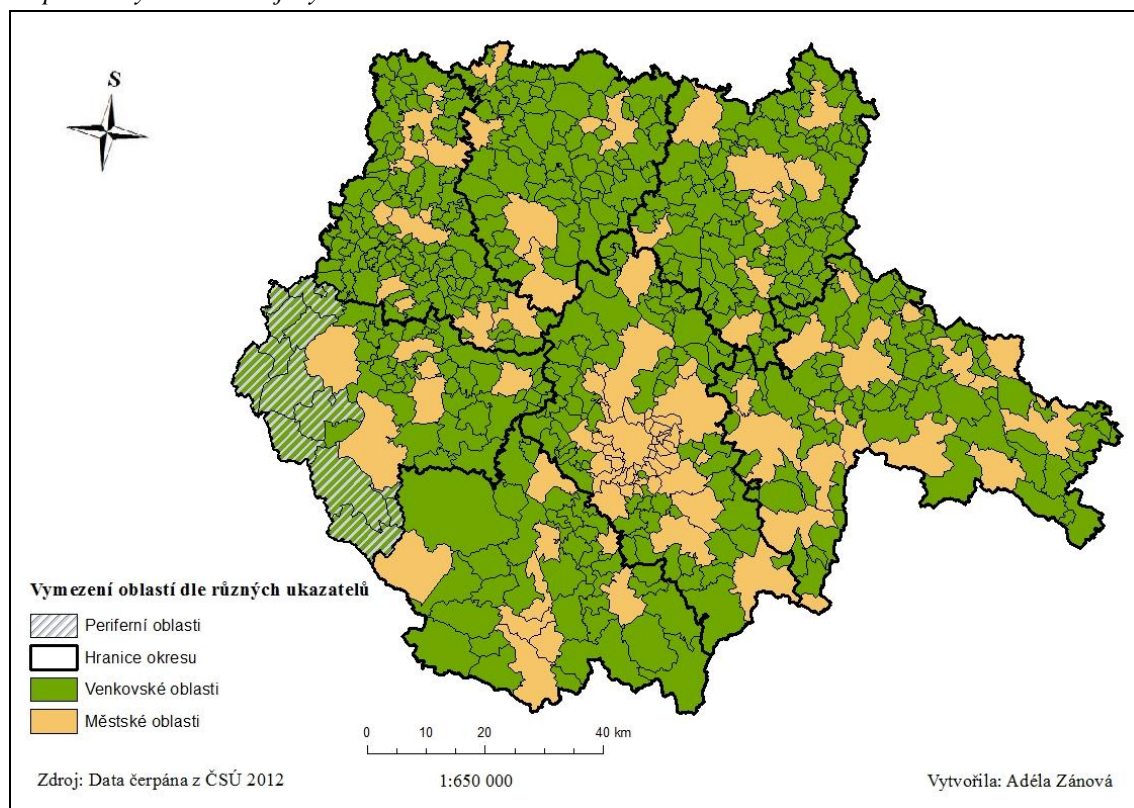 S
Vymezení oblastí dle různých ukazatelů
Periferní oblasti
Hranice okresu
Venkovské oblasti
Městské oblasti
0 10 20 40 km
Zdroj: Data čerpána z ČSÚ 2012
1:650 000
Vytvořila: Adéla Zánová